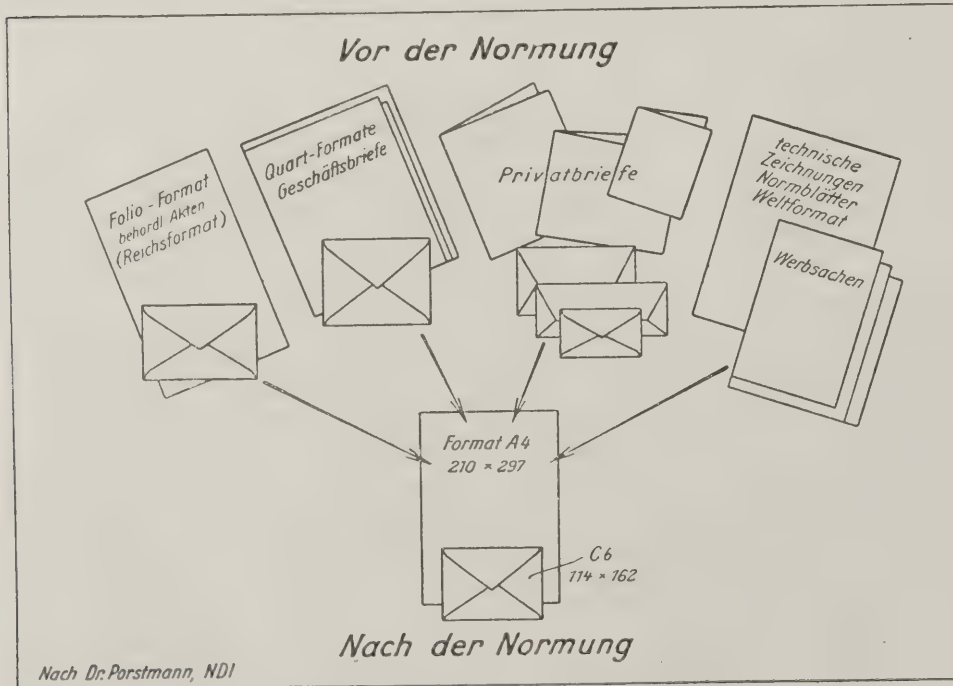 Vor der Normung
Folio-Format
behördl Akten
(Reichsformat)
Quart-Formate
Geschäftsbriefe
Privatbriefe
technische
Zeichnungen
Normblätter
Weltformat
Werbsachen
Format A4
210 × 297
C6
114 × 162
Nach der Normung
Nach Dr. Porstmann, NDI